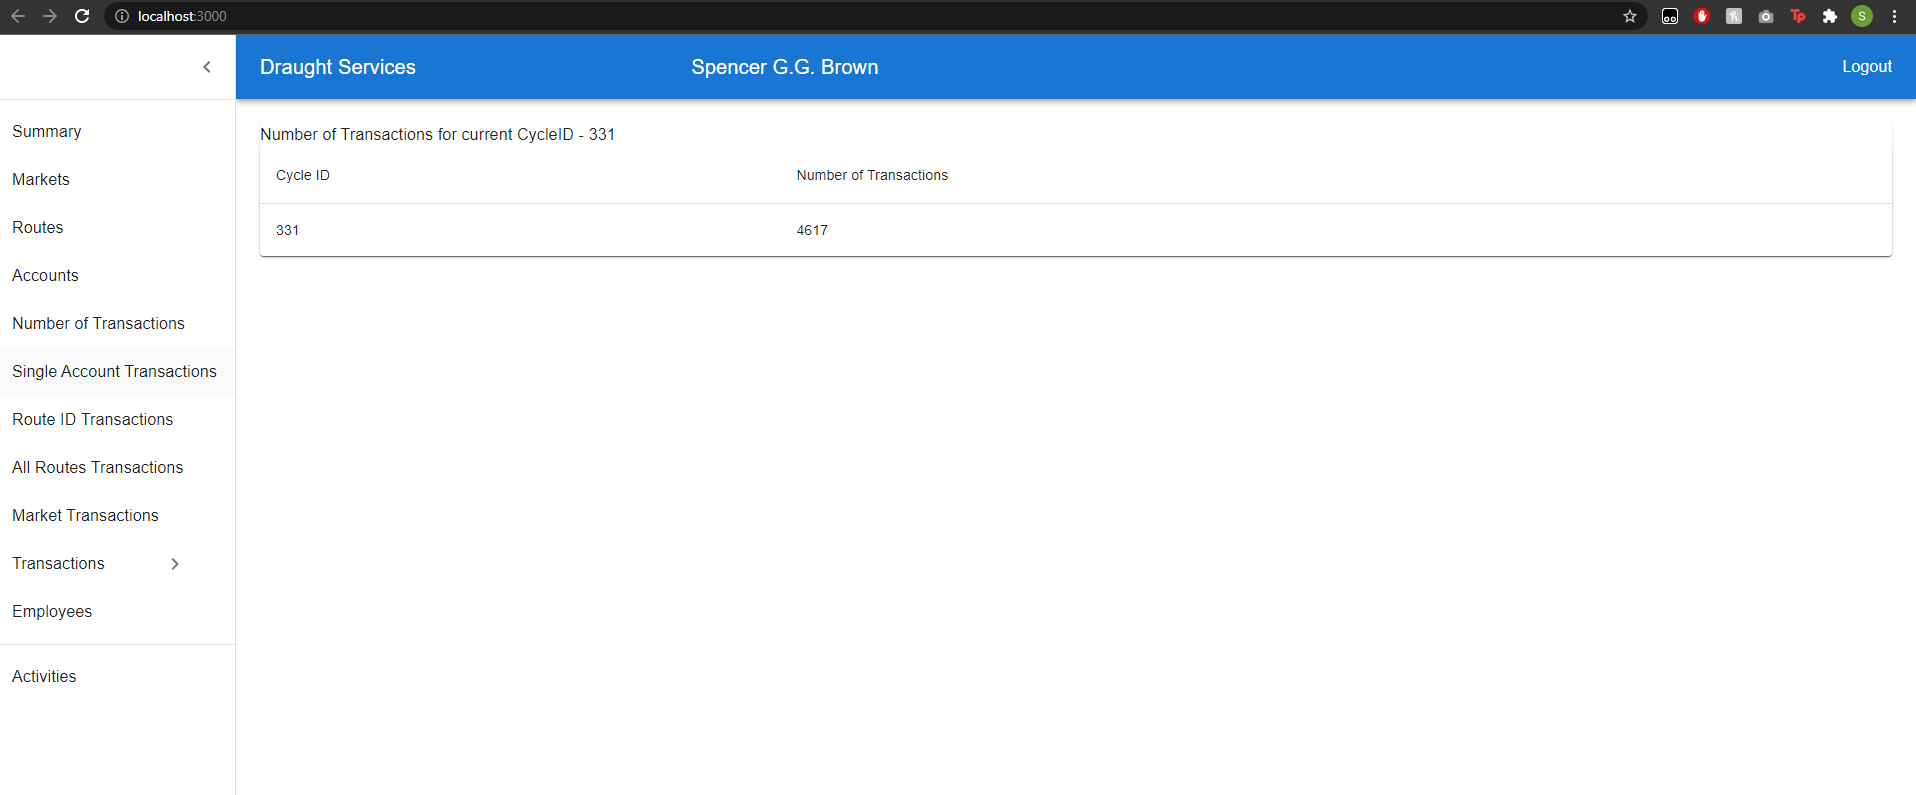 localhost:3000
Tp
S
Draught Services
Spencer G.G. Brown
Logout
Summary
Markets
Routes
Accounts
Number of Transactions
Single Account Transactions
Route ID Transactions
All Routes Transactions
Market Transactions
Transactions
Employees
Activities
Number of Transactions for current CycleID - 331
Cycle ID Number of Transactions
331 4617